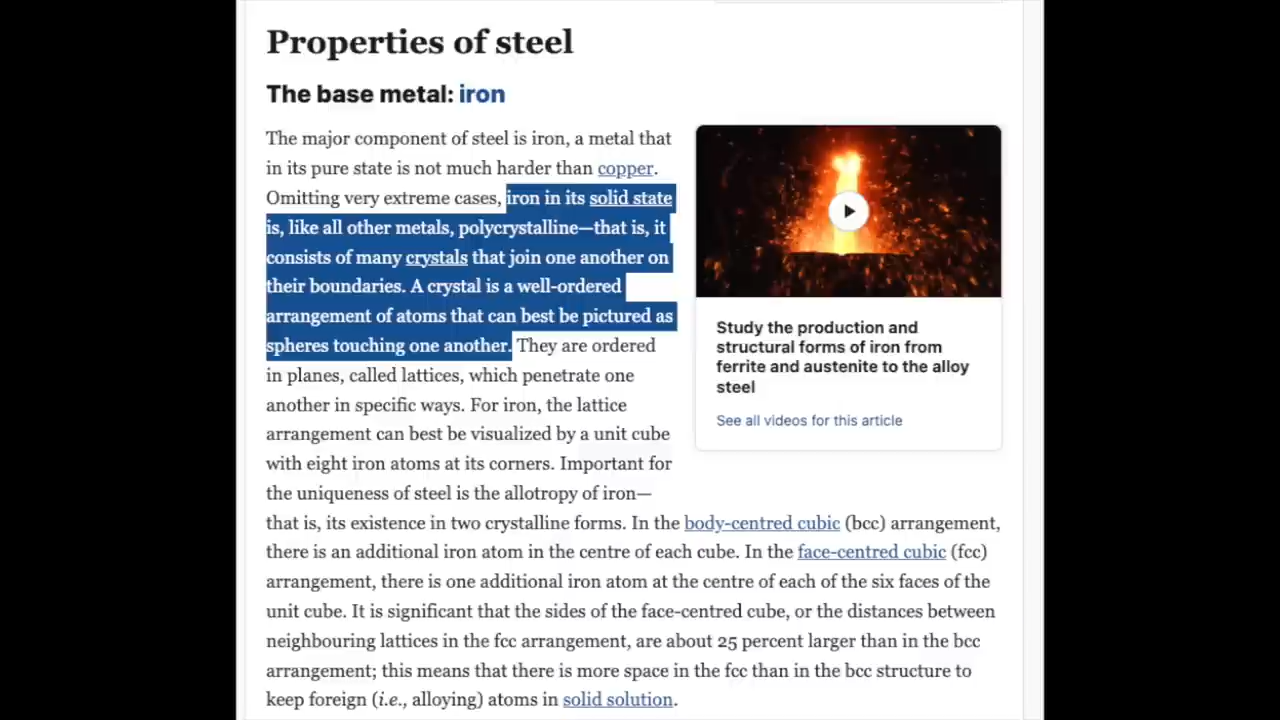 Properties of steel
The base metal: iron
The major component of steel is iron, a metal that
in its pure state is not much harder than copper.
Omitting very extreme cases, iron in its solid state
is, like all other metals, polycrystalline—that is, it
consists of many crystals that join one another on
their boundaries. A crystal is a well-ordered
arrangement of atoms that can best be pictured as
spheres touching one another. They are ordered
in planes, called lattices, which penetrate one
another in specific ways. For iron, the lattice
arrangement can best be visualized by a unit cube
with eight iron atoms at its corners. Important for
the uniqueness of steel is the allotropy of iron—
that is, its existence in two crystalline forms. In the body-centred cubic (bcc) arrangement,
there is an additional iron atom in the centre of each cube. In the face-centred cubic (fcc)
arrangement, there is one additional iron atom at the centre of each of the six faces of the
unit cube. It is significant that the sides of the face-centred cube, or the distances between
neighbouring lattices in the fcc arrangement, are about 25 percent larger than in the bcc
arrangement; this means that there is more space in the fcc than in the bcc structure to
keep foreign (i.e., alloying) atoms in solid solution.
Study the production and
structural forms of iron from
ferrite and austenite to the alloy
steel
See all videos for this article